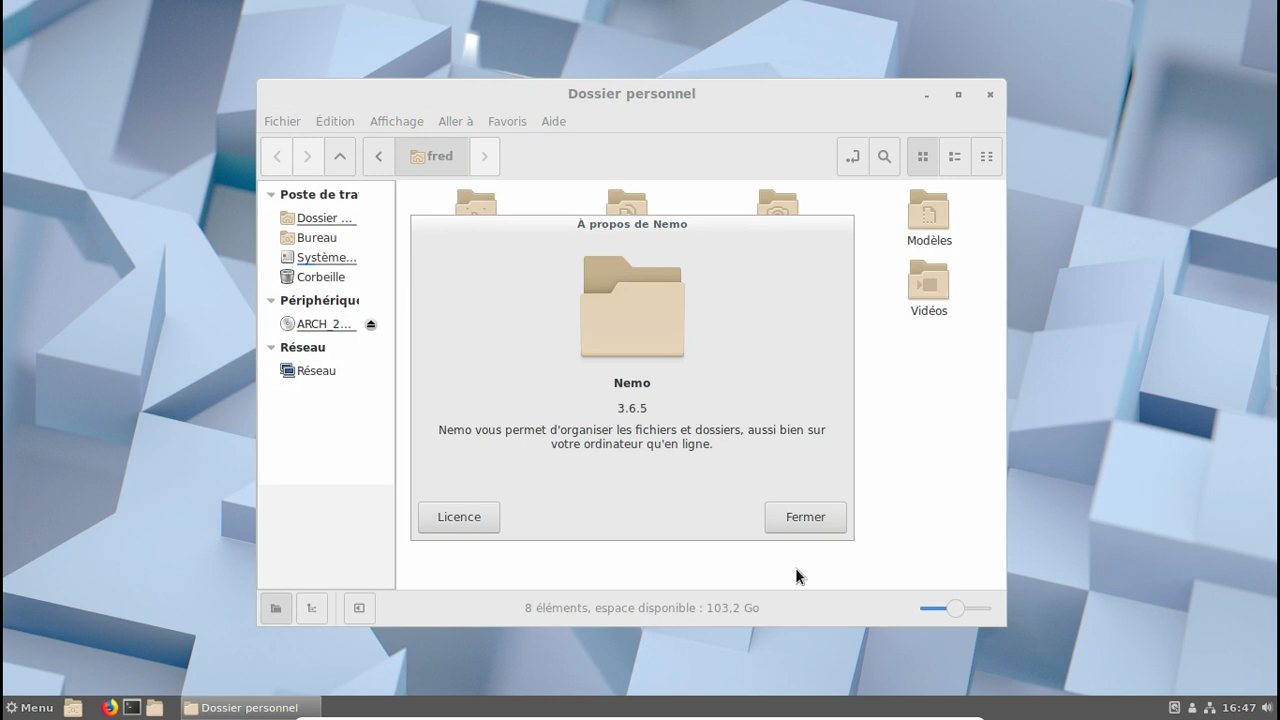 Dossier personnel
Fichier Édition Affichage Aller à Favoris Aide
fred
Poste de tra
Dossier ...
Bureau
Système...
Corbeille
Périphérique
ARCH_2...
Réseau
Réseau
Modèles
Vidéos
À propos de Nemo
Nemo
3.6.5
Nemo vous permet d'organiser les fichiers et dossiers, aussi bien sur
votre ordinateur qu'en ligne.
Licence Fermer
8 éléments, espace disponible : 103,2 Go
Menu Dossier personnel 16:47